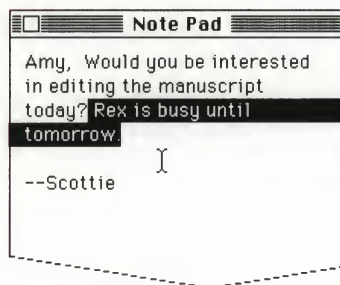 Note Pad
Amy, Would you be interested
in editing the manuscript
today? Rex is busy until
tomorrow.
--Scottie